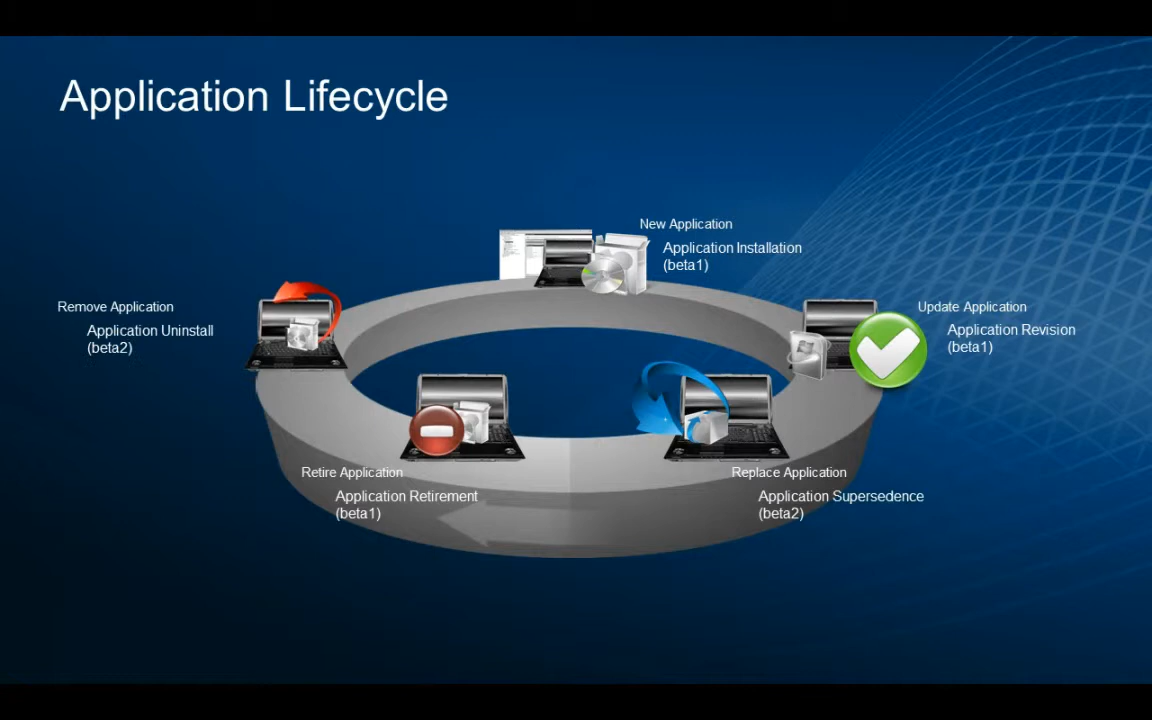 Application Lifecycle
New Application
Application Installation
(beta1)
Remove Application
Application Uninstall
(beta2)
Update Application
Application Revision
(beta1)
Retire Application
Application Retirement
(beta1)
Replace Application
Application Supersedence
(beta2)